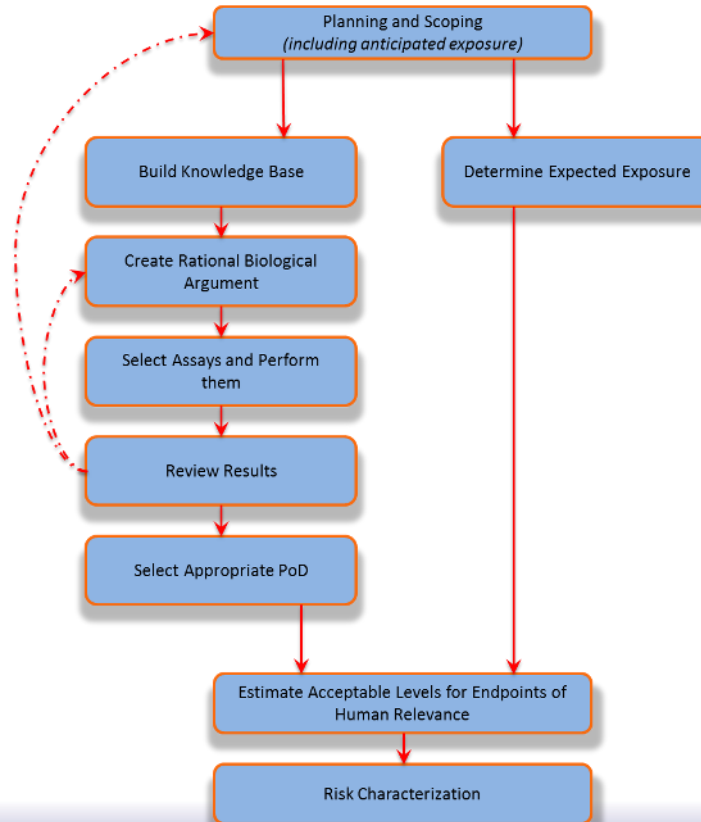 Planning and Scoping
(including anticipated exposure)
Build Knowledge Base
Determine Expected Exposure
Create Rational Biological
Argument
Select Assays and Perform
them
Review Results
Select Appropriate PoD
Estimate Acceptable Levels for Endpoints of
Human Relevance
Risk Characterization